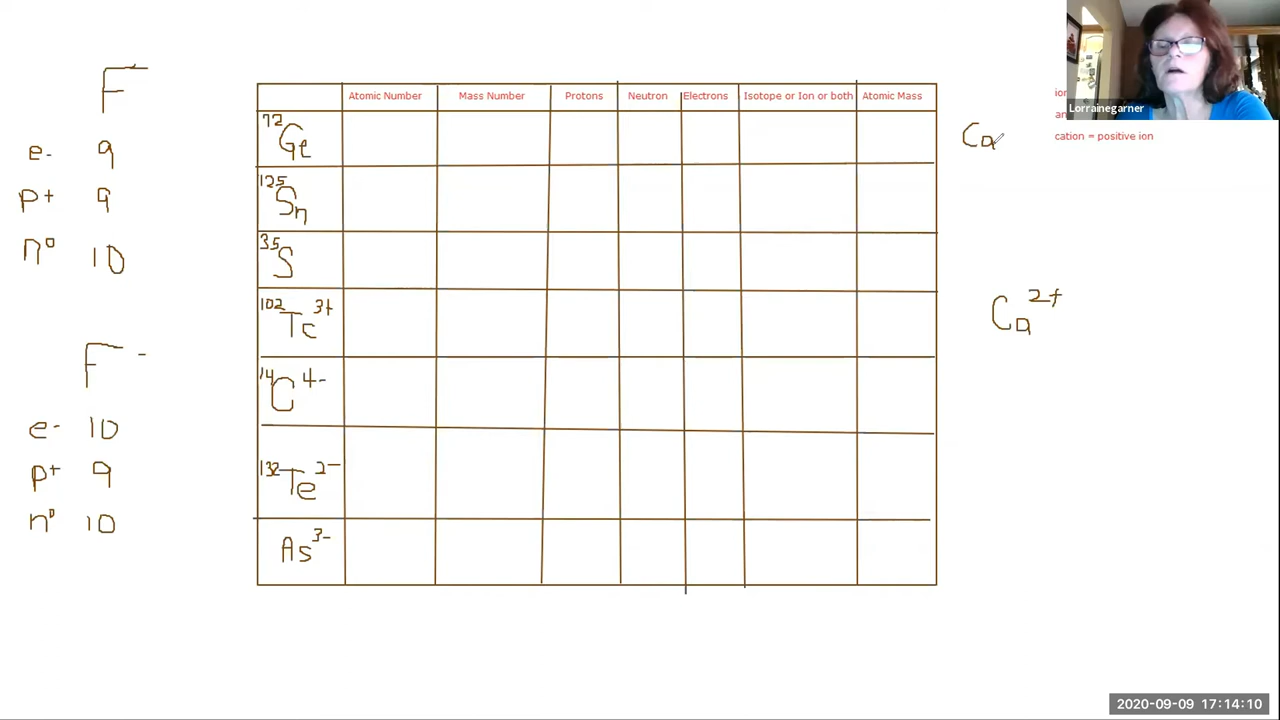 F
e- 9
p+ 9
n⁰ 10
F -
e- 10
p+ 9
n⁰ 10
Atomic Number Mass Number Protons Neutron Electrons Isotope or Ion or both Atomic Mass
72 Ge
125 Sn
35 S
102 Tc 3+
14 C 4-
132 Te 2-
As 3-
Ca
Ca 2+
cation = positive ion
Lorrainegarner
2020-09-09 17:14:10